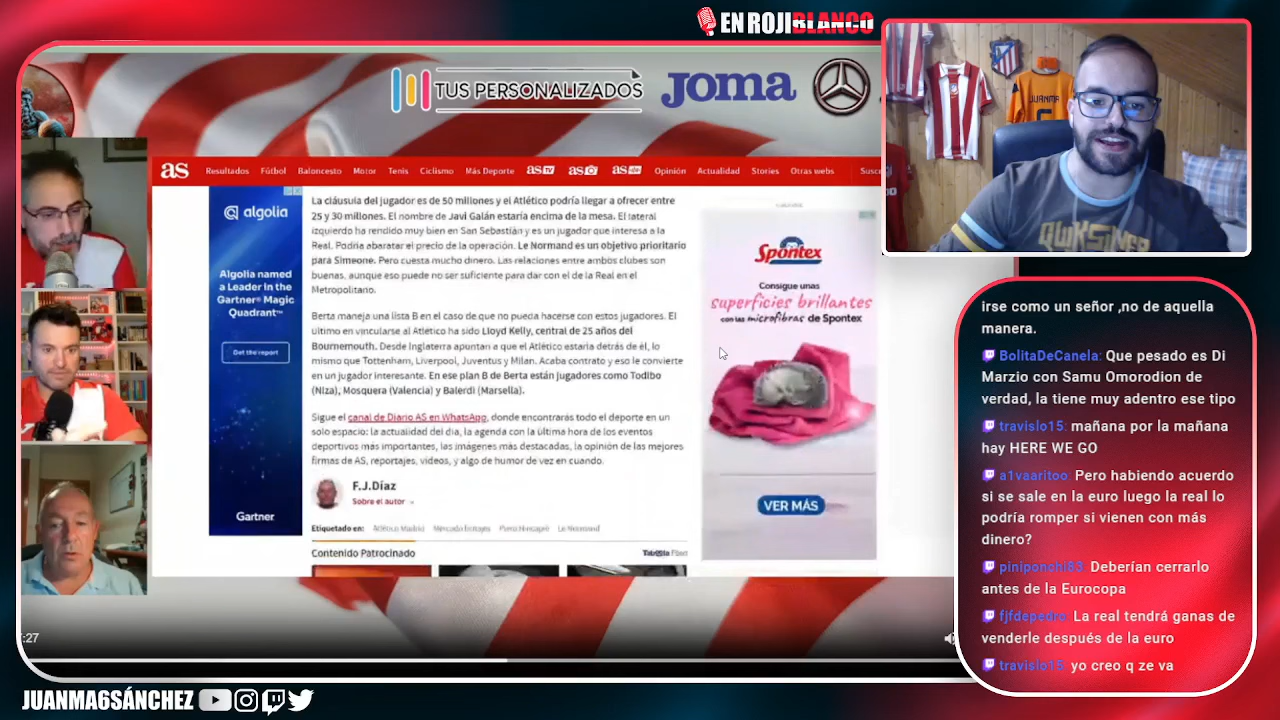 EN ROJIBLANCO
TUS PERSONALIZADOS
Joma
JUANMA
QUIKSILVER
as
Resultados Fútbol Baloncesto Motor Tenis Ciclismo Más Deporte as TV as as Opinión Actualidad Stories Otras webs
algolia
Algolia named
a Leader in the
Gartner® Magic
Quadrant™
Get the report
Gartner
La cláusula del jugador es de 50 millones y el Atlético podría llegar a ofrecer entre
25 y 30 millones. El nombre de Javi Galán estaría encima de la mesa. El lateral
izquierdo ha rendido muy bien en San Sebastián y es un jugador que interesa a la
Real. Podría abaratar el precio de la operación. Le Normand es un objetivo prioritario
para Simeone. Pero cuesta mucho dinero. Las relaciones entre ambos clubes son
buenas, aunque eso puede no ser suficiente para dar con el de la Real en el
Metropolitano.
Berta maneja una lista B en el caso de que no pueda hacerse con estos jugadores. El
último en vincularse al Atlético ha sido Lloyd Kelly, central de 25 años del
Bournemouth. Desde Inglaterra apuntan a que el Atlético estaría detrás de él, lo
mismo que Tottenham, Liverpool, Juventus y Milan. Acaba contrato y eso le convierte
en un jugador interesante. En ese plan B de Berta están jugadores como Todibo
(Niza), Mosquera (Valencia) y Balerdi (Marsella).
Sigue el canal de Diario AS en WhatsApp, donde encontrarás todo el deporte en un
solo espacio: la actualidad del día, la agenda con la última hora de los eventos
deportivos más importantes, las imágenes más destacadas, la opinión de las mejores
firmas de AS, reportajes, vídeos, y algo de humor de vez en cuando.
F.J.Díaz
Sobre el autor
Etiquetado en: Atlético Madrid Mercado fichajes Piero Hincapié Le Normand
Contenido Patrocinado
Spontex
Consigue unas
superficies brillantes
con las microfibras de Spontex
VER MÁS
:27
irse como un señor ,no de aquella
manera.
BolitaDeCanela: Que pesado es Di
Marzio con Samu Omorodion de
verdad, la tiene muy adentro ese tipo
travislo15: mañana por la mañana
hay HERE WE GO
a1vaaritoo: Pero habiendo acuerdo
si se sale en la euro luego la real lo
podría romper si vienen con más
dinero?
piniponchi83: Deberían cerrarlo
antes de la Eurocopa
fjfdepedro: La real tendrá ganas de
venderle después de la euro
travislo15: yo creo q ze va
JUANMA6SÁNCHEZ